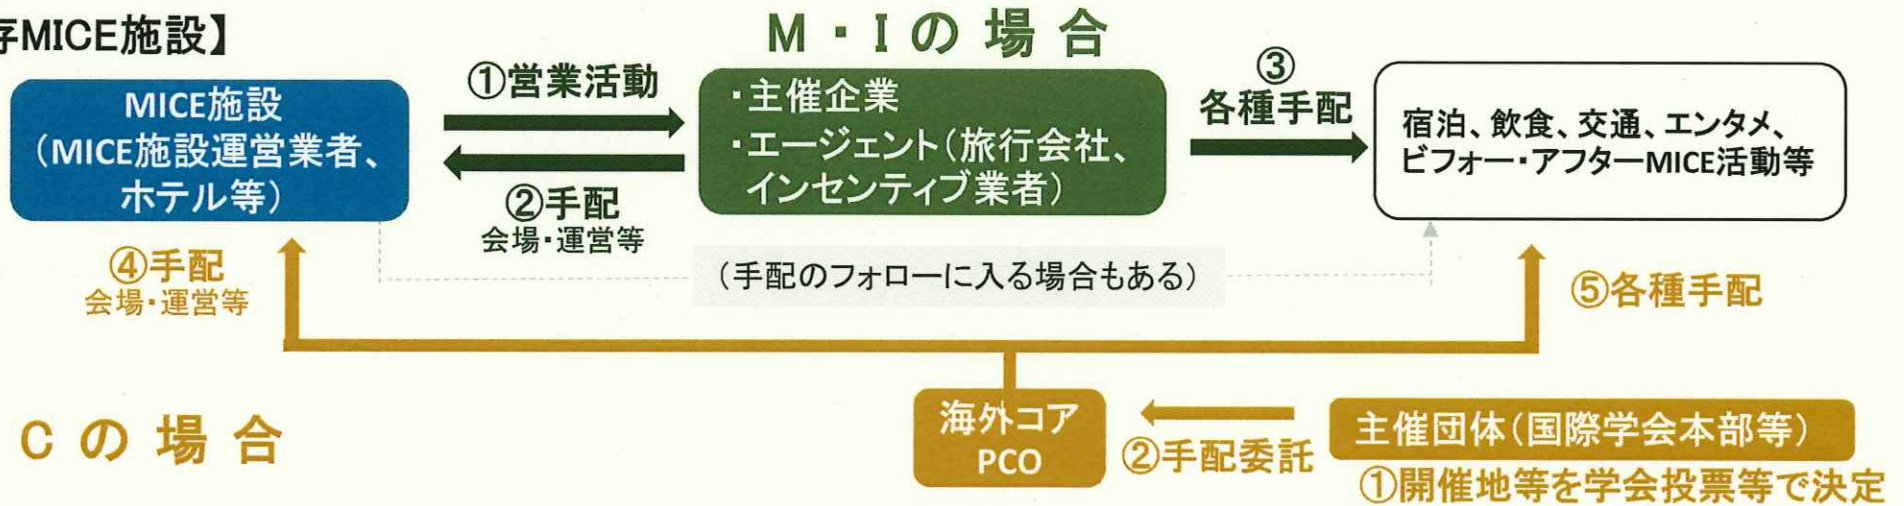 存MICE施設】
M・Iの場合
MICE施設
（MICE施設運営業者、
ホテル等）
①営業活動
②手配
会場・運営等
・主催企業
・エージェント（旅行会社、
インセンティブ業者）
③
各種手配
宿泊、飲食、交通、エンタメ、
ビフォー・アフターMICE活動等
（手配のフォローに入る場合もある）
④手配
会場・運営等
⑤各種手配
Cの場合
海外コア
PCO
②手配委託
主催団体（国際学会本部等）
①開催地等を学会投票等で決定